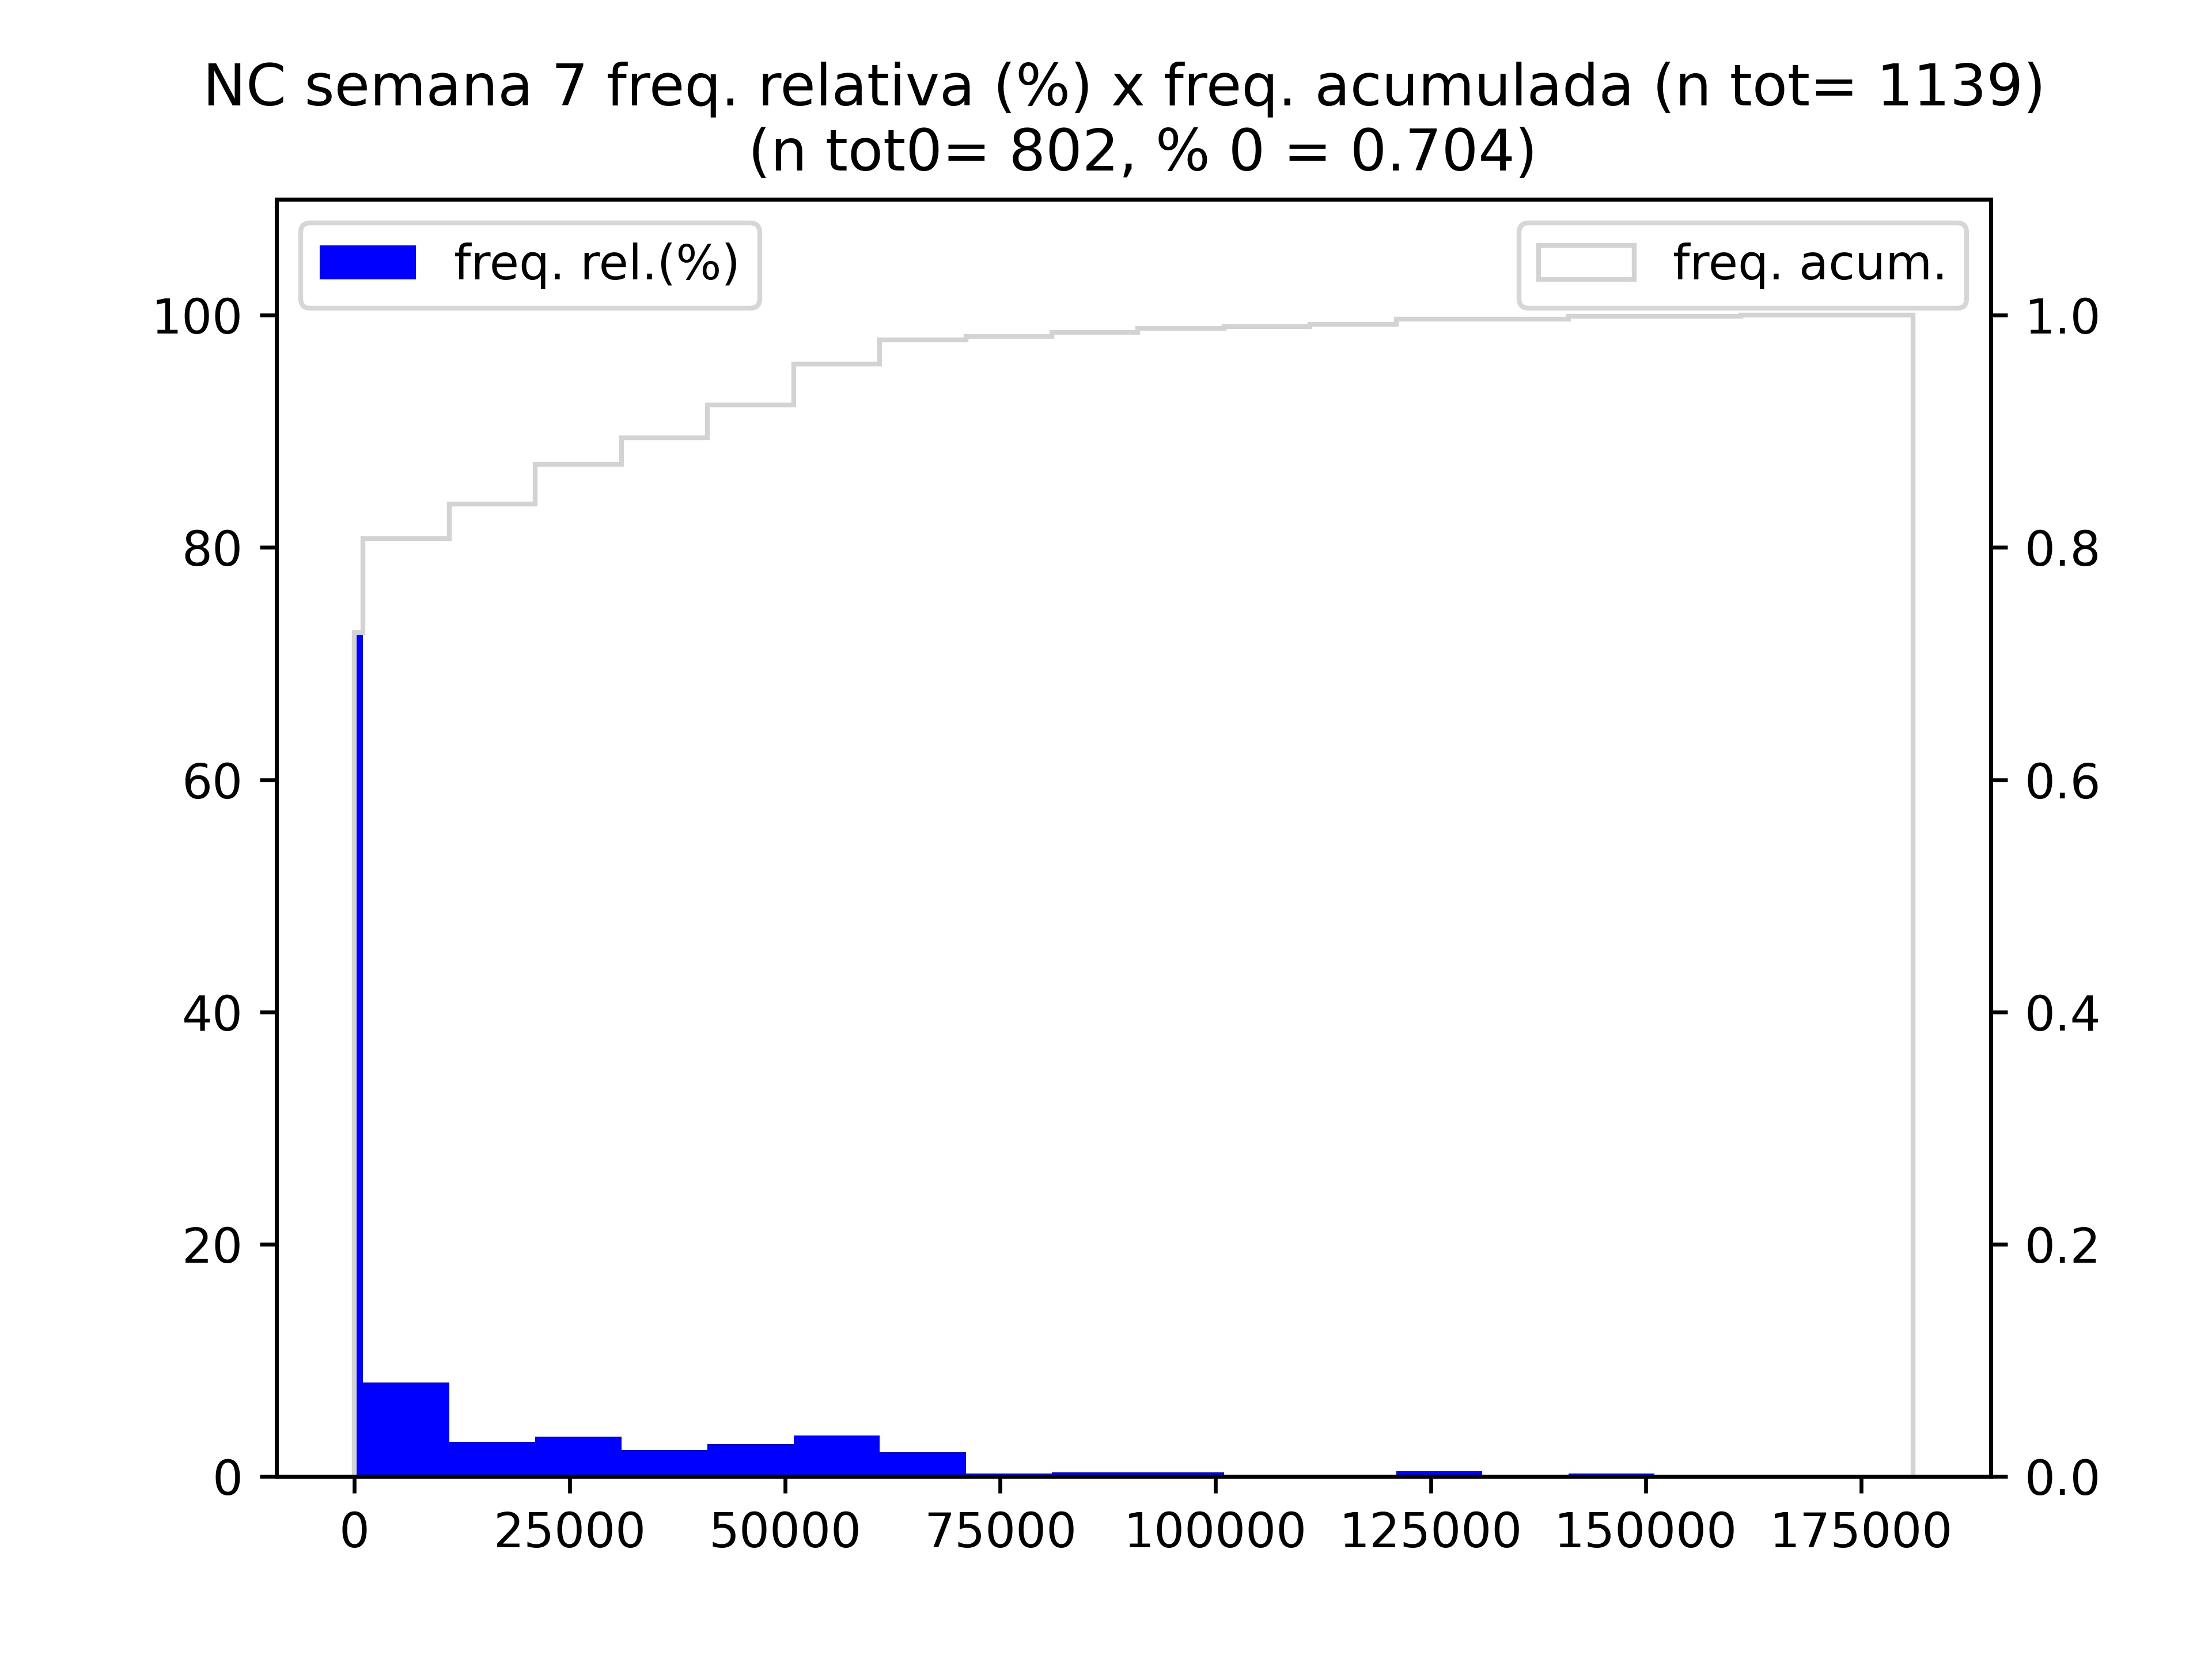 NC semana 7 freq. relativa (%) x freq. acumulada (n tot= 1139)
(n tot0= 802, % 0 = 0.704)
freq. rel.(%)
freq. acum.
100
80
60
40
20
0
1.0
0.8
0.6
0.4
0.2
0.0
0 25000 50000 75000 100000 125000 150000 175000